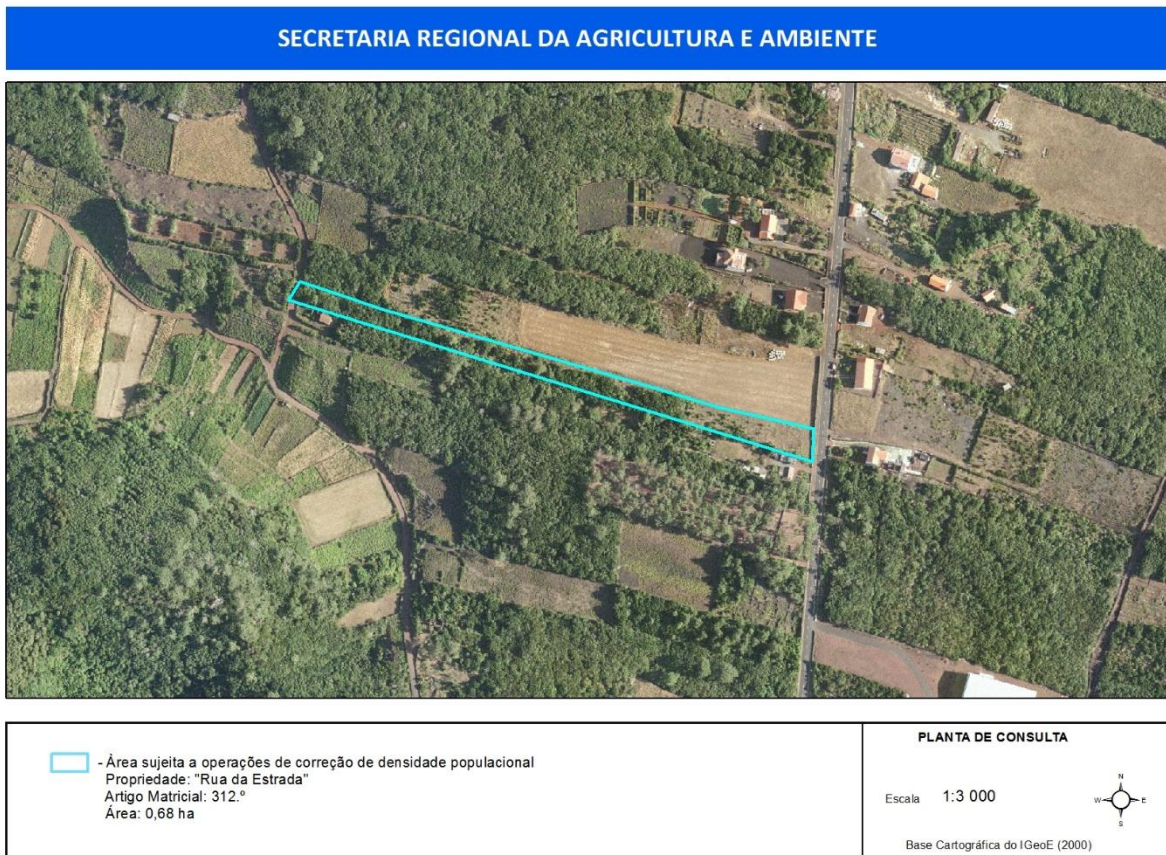 SECRETARIA REGIONAL DA AGRICULTURA E AMBIENTE
- Área sujeita a operações de correção de densidade populacional
Propriedade: "Rua da Estrada"
Artigo Matricial: 312.º
Área: 0,68 ha
PLANTA DE CONSULTA
Escala 1:3 000
N
W E
S
Base Cartográfica do IGeoE (2000)